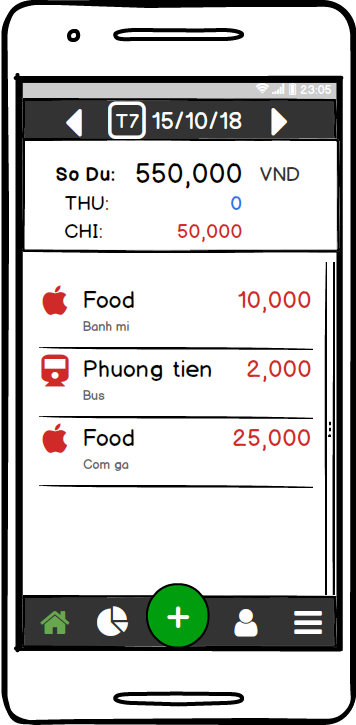 23:05
T7 15/10/18
So Du: 550,000 VND
THU: 0
CHI: 50,000
Food 10,000
Banh mi
Phuong tien 2,000
Bus
Food 25,000
Com ga
+